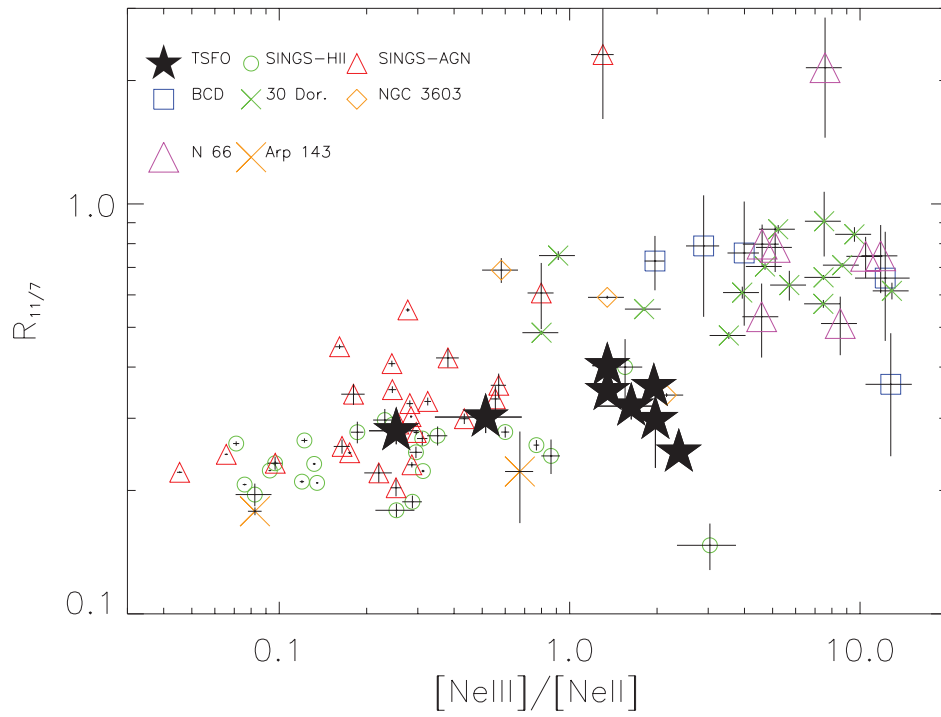 TSFO SINGS-HII SINGS-AGN
BCD 30 Dor. NGC 3603
N 66 Arp 143
1.0
0.1
R11/7
0.1 1.0 10.0
[NeIII]/[NeII]